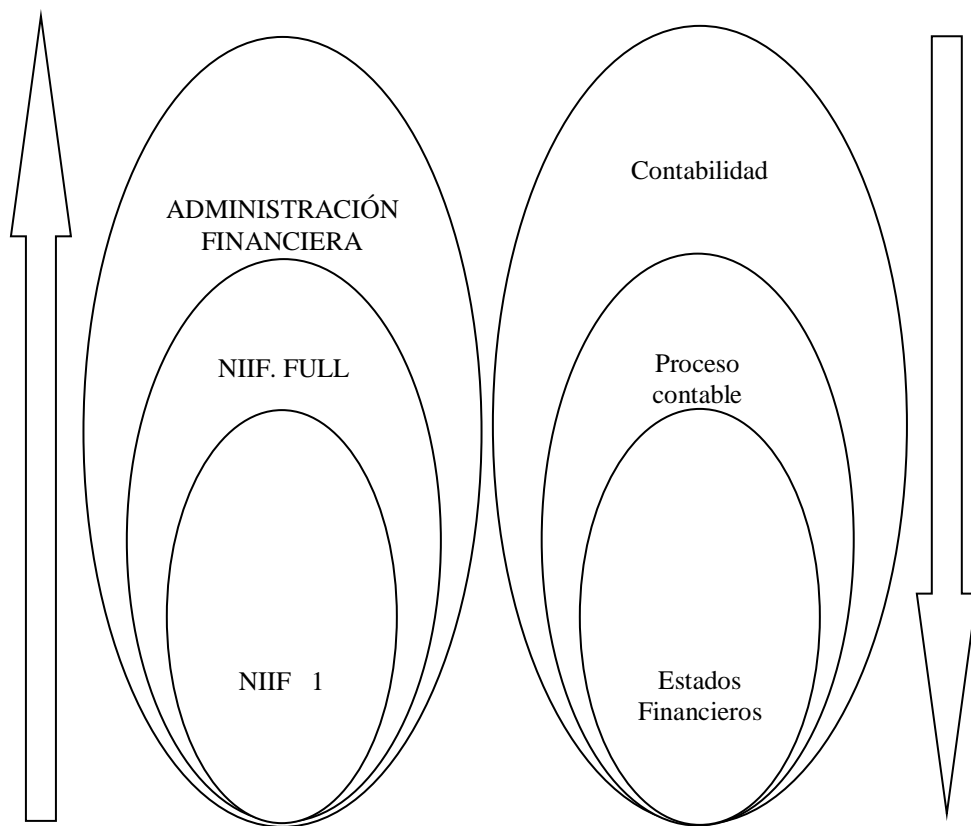 ADMINISTRACIÓN
FINANCIERA
NIIF. FULL
NIIF 1
Contabilidad
Proceso
contable
Estados
Financieros